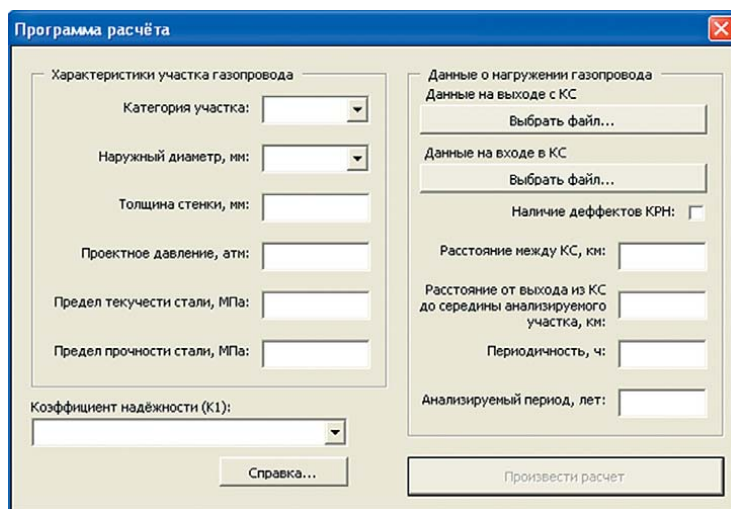 Программа расчёта
Характеристики участка газопровода
Категория участка:
Наружный диаметр, мм:
Толщина стенки, мм:
Проектное давление, атм:
Предел текучести стали, МПа:
Предел прочности стали, МПа:
Коэффициент надёжности (К1):
Справка...
Данные о нагружении газопровода
Данные на выходе с КС
Выбрать файл...
Данные на входе в КС
Выбрать файл...
Наличие деффектов КРН:
Расстояние между КС, км:
Расстояние от выхода из КС
до середины анализируемого
участка, км:
Периодичность, ч:
Анализируемый период, лет:
Произвести расчет